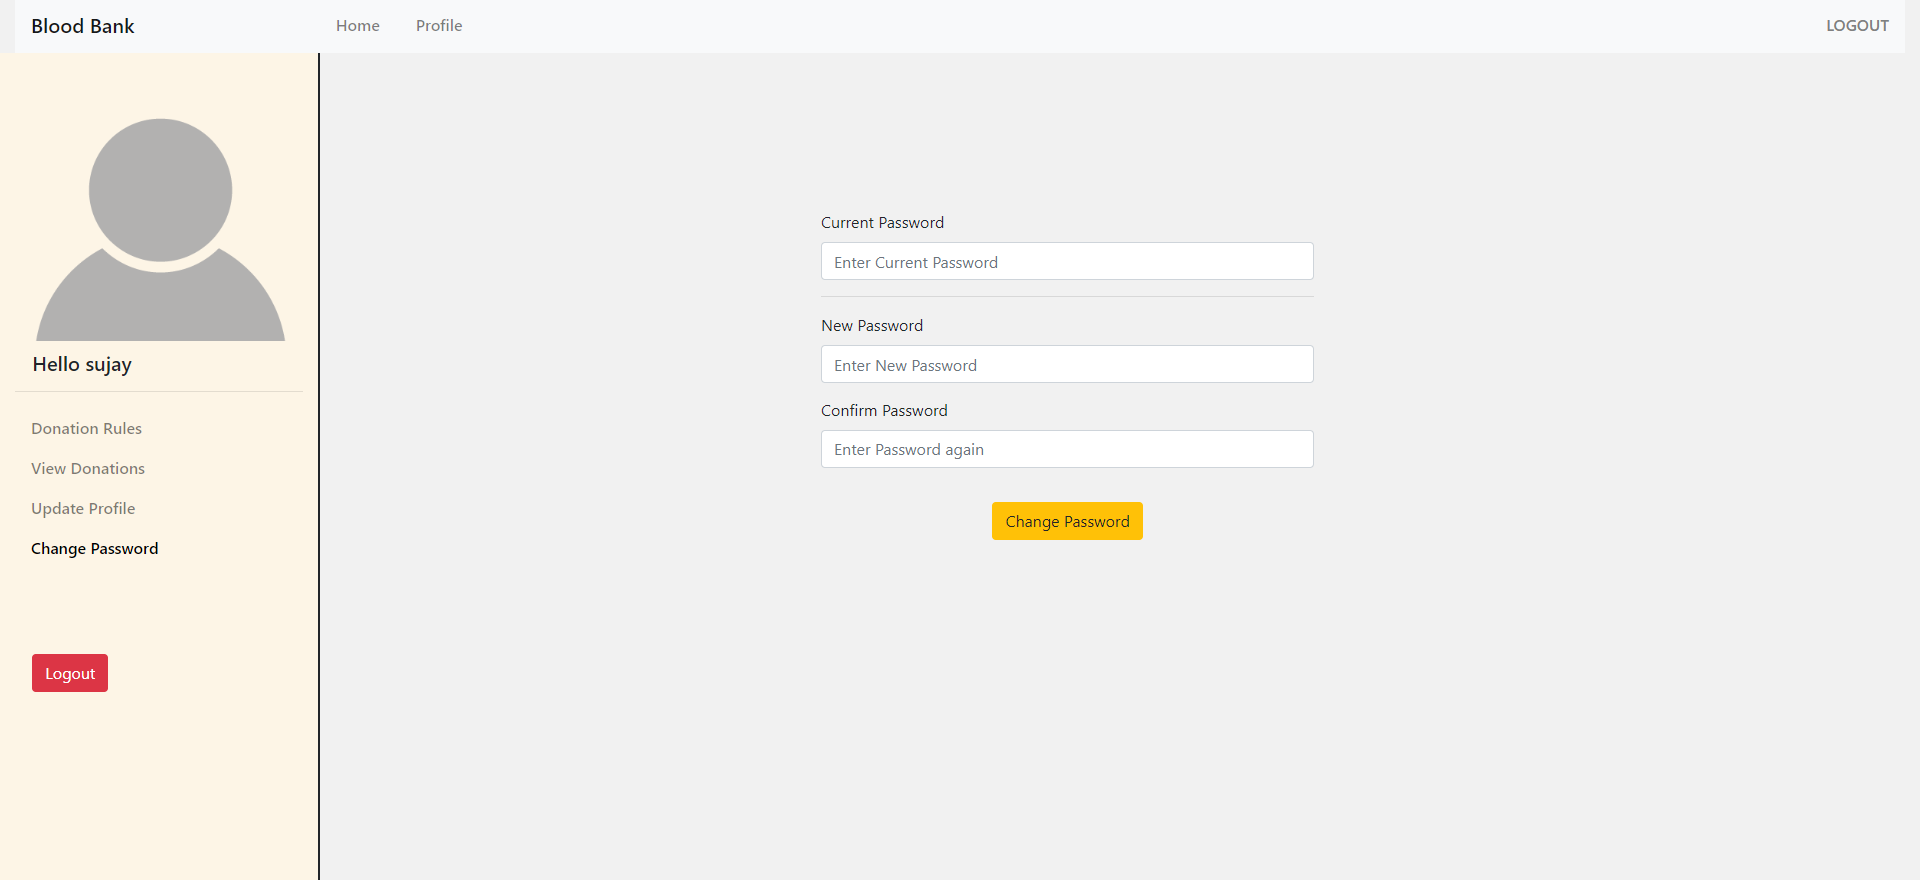 Blood Bank
Home
Profile
LOGOUT
Hello sujay
Donation Rules
View Donations
Update Profile
Change Password
Logout
Current Password
Enter Current Password
New Password
Enter New Password
Confirm Password
Enter Password again
Change Password